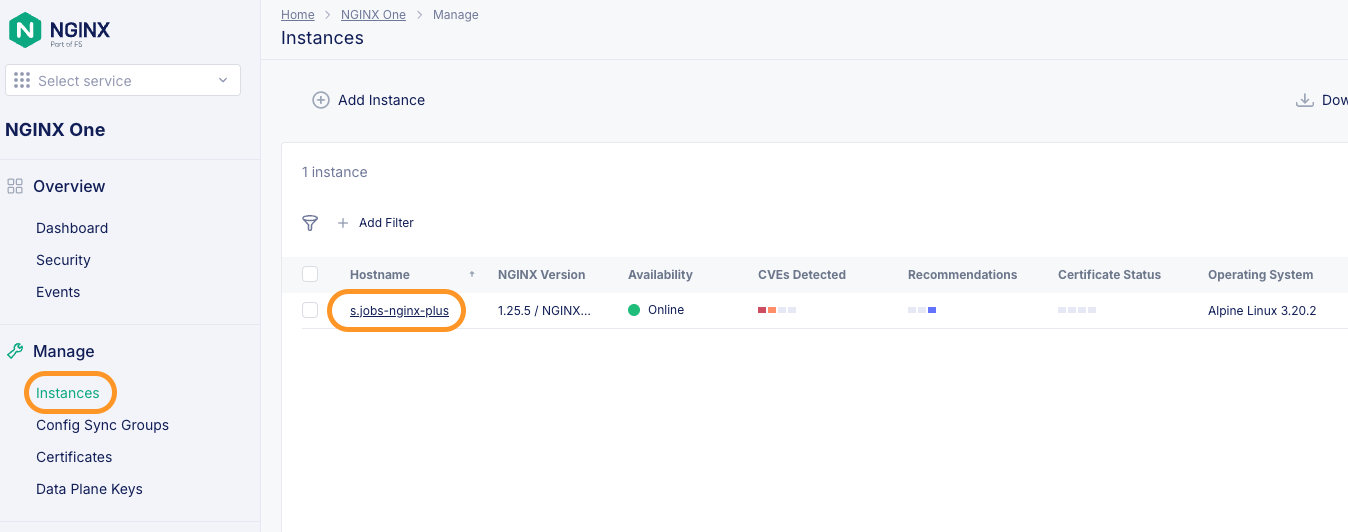 NGINX
Part of F5
Select service
NGINX One
Overview
Dashboard
Security
Events
Manage
Instances
Config Sync Groups
Certificates
Data Plane Keys
Home > NGINX One > Manage
Instances
Add Instance
Dow
1 instance
Add Filter
Hostname ↑ NGINX Version Availability CVEs Detected Recommendations Certificate Status Operating System
s.jobs-nginx-plus 1.25.5 / NGINX... Online Alpine Linux 3.20.2